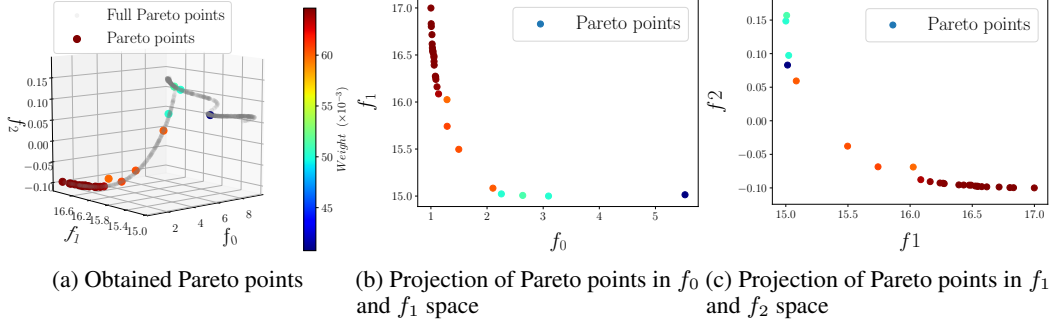 Full Pareto points
Pareto points
0.15
0.10
0.05
0.00
−0.05
−0.10
f2
16.6
16.2
15.8
15.4
15.0
f1
2
4
6
8
f0
60
55
50
45
Weight (×10−3)
(a) Obtained Pareto points
Pareto points
17.0
16.5
16.0
15.5
15.0
f1
1
2
3
4
5
f0
(b) Projection of Pareto points in f0
and f1 space
Pareto points
0.15
0.10
0.05
0.00
−0.05
−0.10
f2
15.0
15.5
16.0
16.5
17.0
f1
(c) Projection of Pareto points in f1
and f2 space